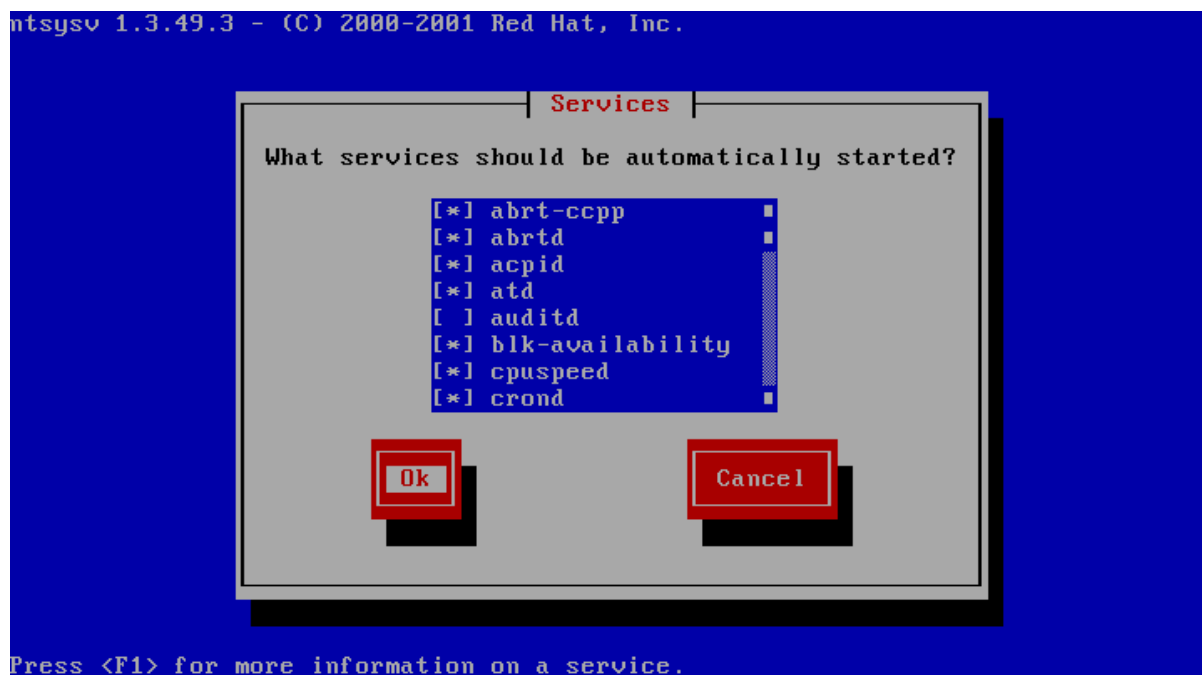 ntsysv 1.3.49.3 - (C) 2000-2001 Red Hat, Inc.
Services
What services should be automatically started?
[*] abrt-ccpp
[*] abrtd
[*] acpid
[*] atd
[ ] auditd
[*] blk-availability
[*] cpuspeed
[*] crond
Ok Cancel
Press <F1> for more information on a service.